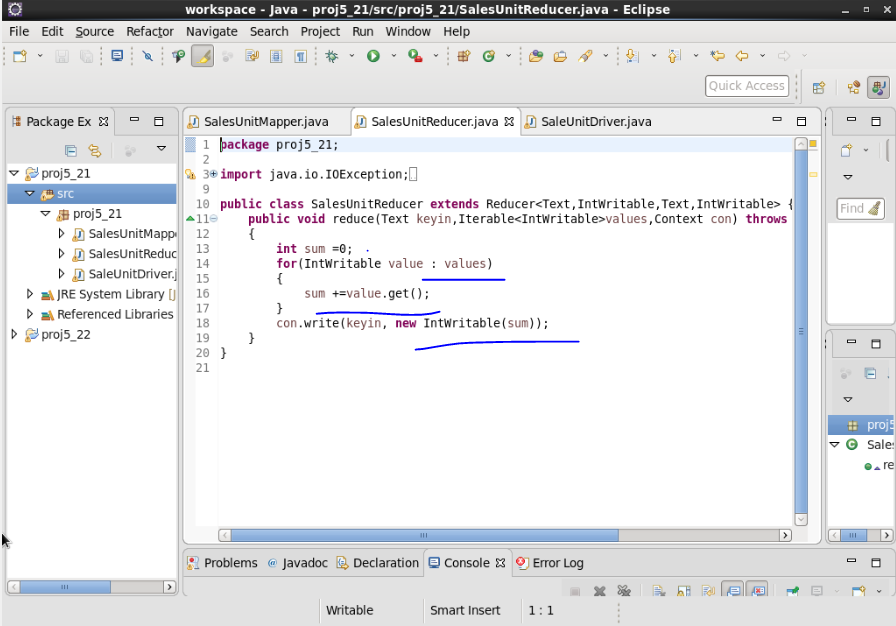 workspace - Java - proj5_21/src/proj5_21/SalesUnitReducer.java - Eclipse
File Edit Source Refactor Navigate Search Project Run Window Help
Quick Access
Package Ex
SalesUnitMapper.java SalesUnitReducer.java SaleUnitDriver.java
proj5_21
src
proj5_21
SalesUnitMapp
SalesUnitReduc
SaleUnitDriver.j
JRE System Library [
Referenced Libraries
proj5_22
1 package proj5_21;
2
3 import java.io.IOException;
9
10 public class SalesUnitReducer extends Reducer<Text,IntWritable,Text,IntWritable> {
11 public void reduce(Text keyin,Iterable<IntWritable>values,Context con) throws
12 {
13 int sum =0;
14 for(IntWritable value : values)
15 {
16 sum +=value.get();
17 }
18 con.write(keyin, new IntWritable(sum));
19 }
20 }
21
Find
proj5
Sale
re
Problems Javadoc Declaration Console Error Log
Writable Smart Insert 1 : 1